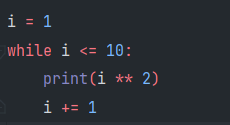 i = 1
while i <= 10:
    print(i ** 2)
    i += 1